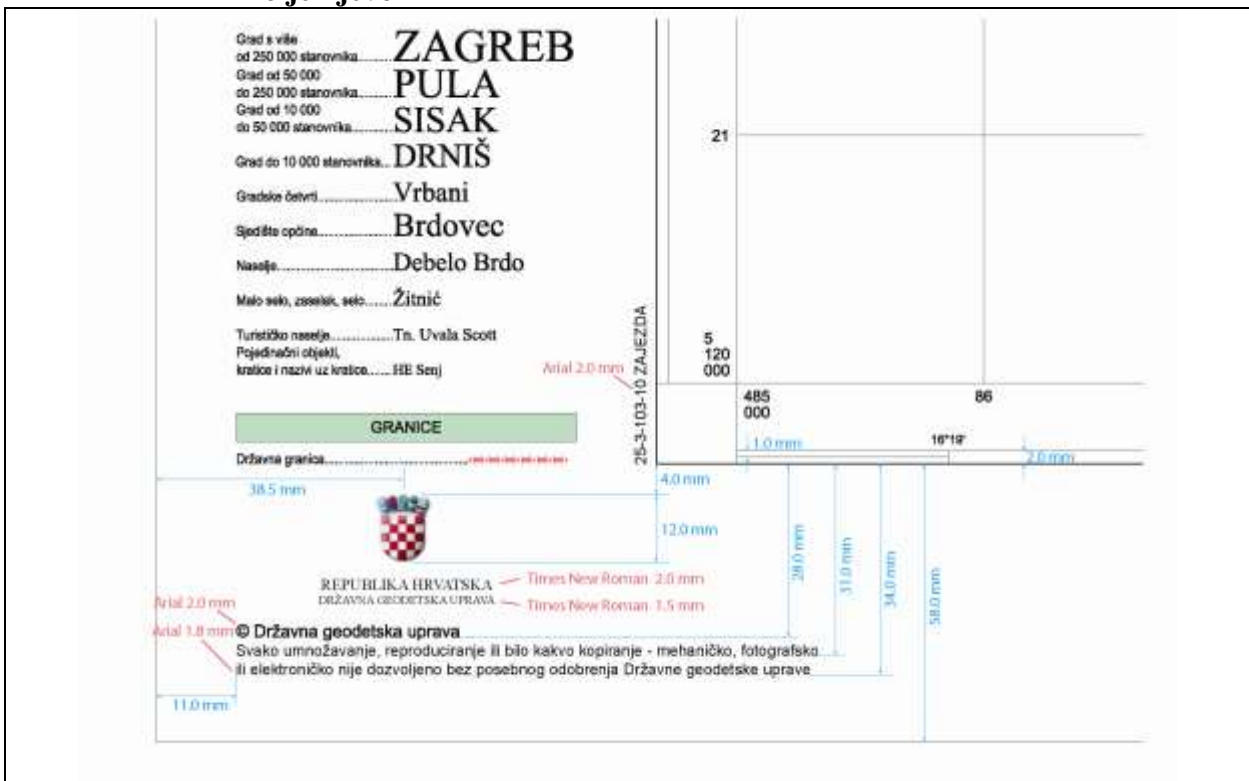 Grad s više
od 250 000 stanovnika........ZAGREB
Grad od 50 000
do 250 000 stanovnika.........PULA
Grad od 10 000
do 50 000 stanovnika..........SISAK
Grad do 10 000 stanovnika...DRNIŠ
Gradske četvrti...................Vrbani
Sjedište općine...................Brdovec
Naselje..............................Debelo Brdo
Malo selo, zaselak, selo.......Žitnić
Turističko naselje................Tn. Uvala Scott
Pojedinačni objekti,
kratice i nazivi uz kratice......HE Senj
GRANICE
Državna granica
21
5
120
000
485
000
86
16°19'
25-3-103-10 ZAJEZDA
Arial 2.0 mm
1.0 mm
2.0 mm
38.5 mm
4.0 mm
12.0 mm
28.0 mm
31.0 mm
34.0 mm
58.0 mm
REPUBLIKA HRVATSKA
Times New Roman 2.0 mm
DRŽAVNA GEODETSKA UPRAVA
Times New Roman 1.5 mm
Arial 2.0 mm
© Državna geodetska uprava
Arial 1.8 mm
Svako umnožavanje, reproduciranje ili bilo kakvo kopiranje - mehaničko, fotografsko
ili elektroničko nije dozvoljeno bez posebnog odobrenja Državne geodetske uprave
11.0 mm